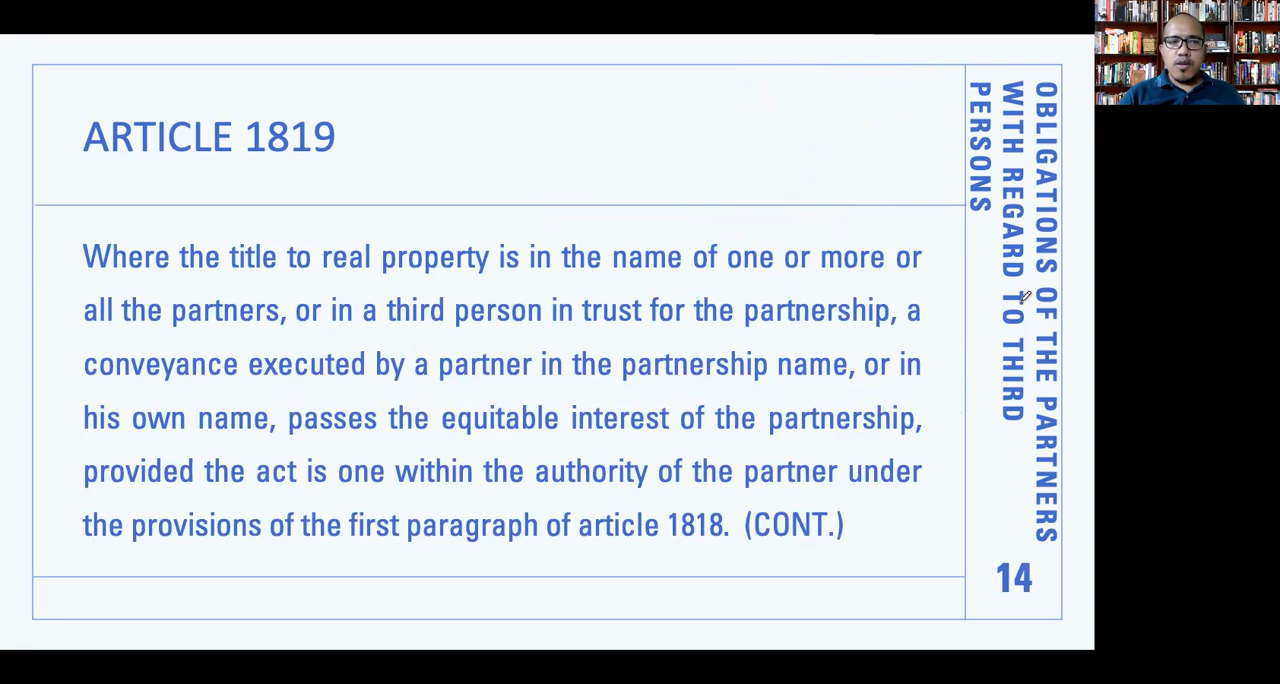 ARTICLE 1819
Where the title to real property is in the name of one or more or
all the partners, or in a third person in trust for the partnership, a
conveyance executed by a partner in the partnership name, or in
his own name, passes the equitable interest of the partnership,
provided the act is one within the authority of the partner under
the provisions of the first paragraph of article 1818. (CONT.)
OBLIGATIONS OF THE PARTNERS
WITH REGARD TO THIRD
PERSONS
14